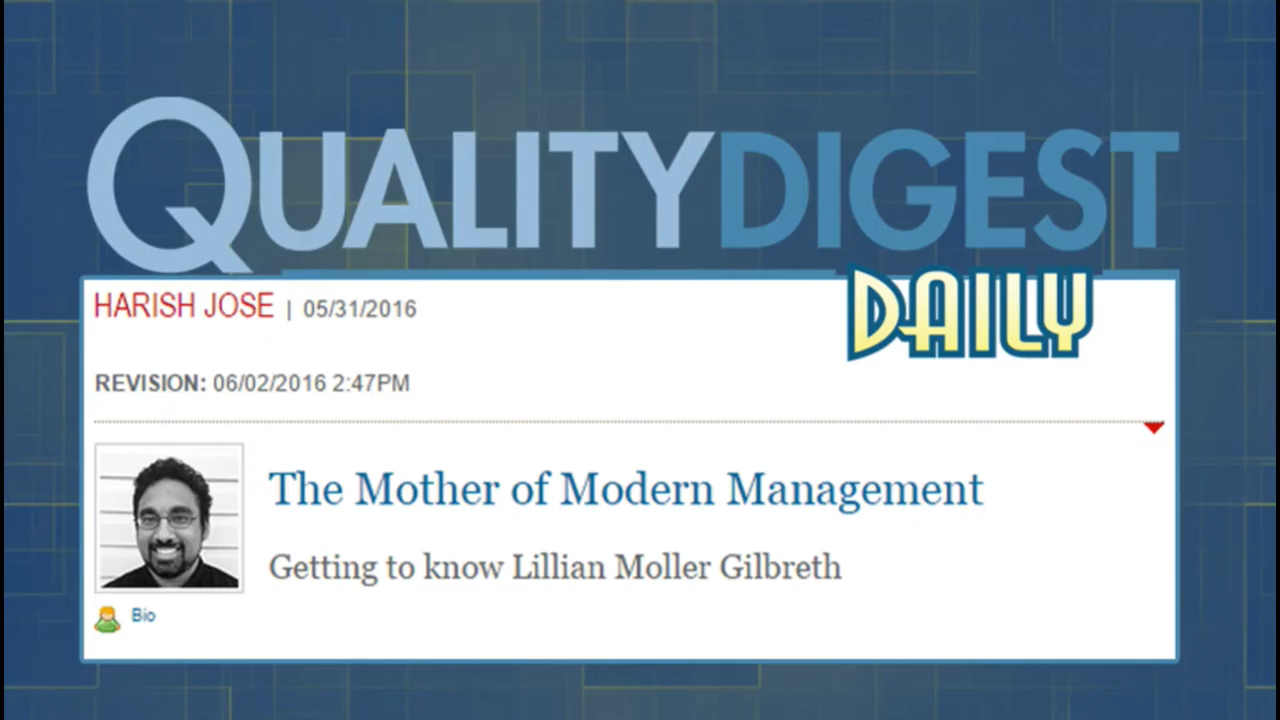 QUALITYDIGEST
DAILY
HARISH JOSE | 05/31/2016
REVISION: 06/02/2016 2:47PM
The Mother of Modern Management
Getting to know Lillian Moller Gilbreth
Bio